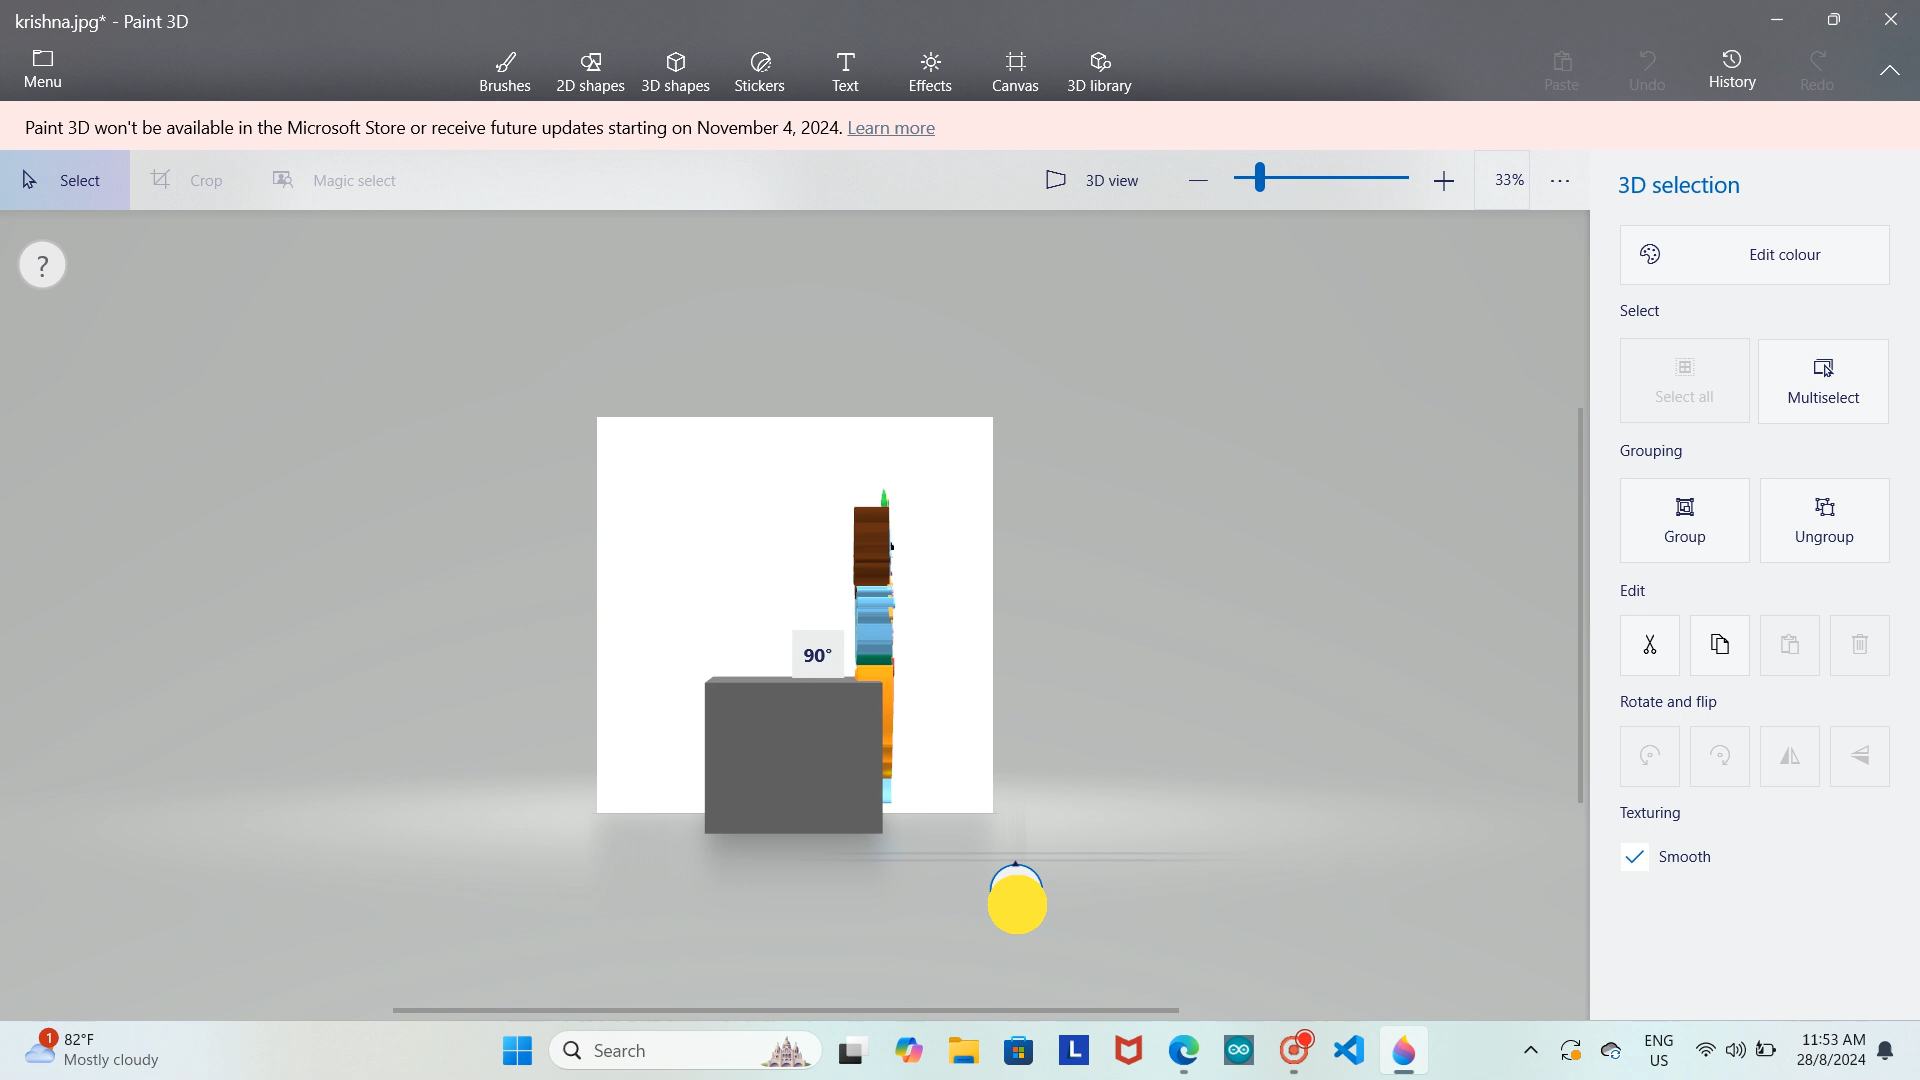 krishna.jpg* - Paint 3D
Menu
Brushes
2D shapes
3D shapes
Stickers
Text
Effects
Canvas
3D library
Paste
Undo
History
Redo
Paint 3D won't be available in the Microsoft Store or receive future updates starting on November 4, 2024. Learn more
Select
Crop
Magic select
3D view
33%
3D selection
?
Edit colour
Select
Select all
Multiselect
Grouping
Group
Ungroup
Edit
90°
Rotate and flip
Texturing
Smooth
1
82°F
Mostly cloudy
Search
L
ENG
US
11:53 AM
28/8/2024